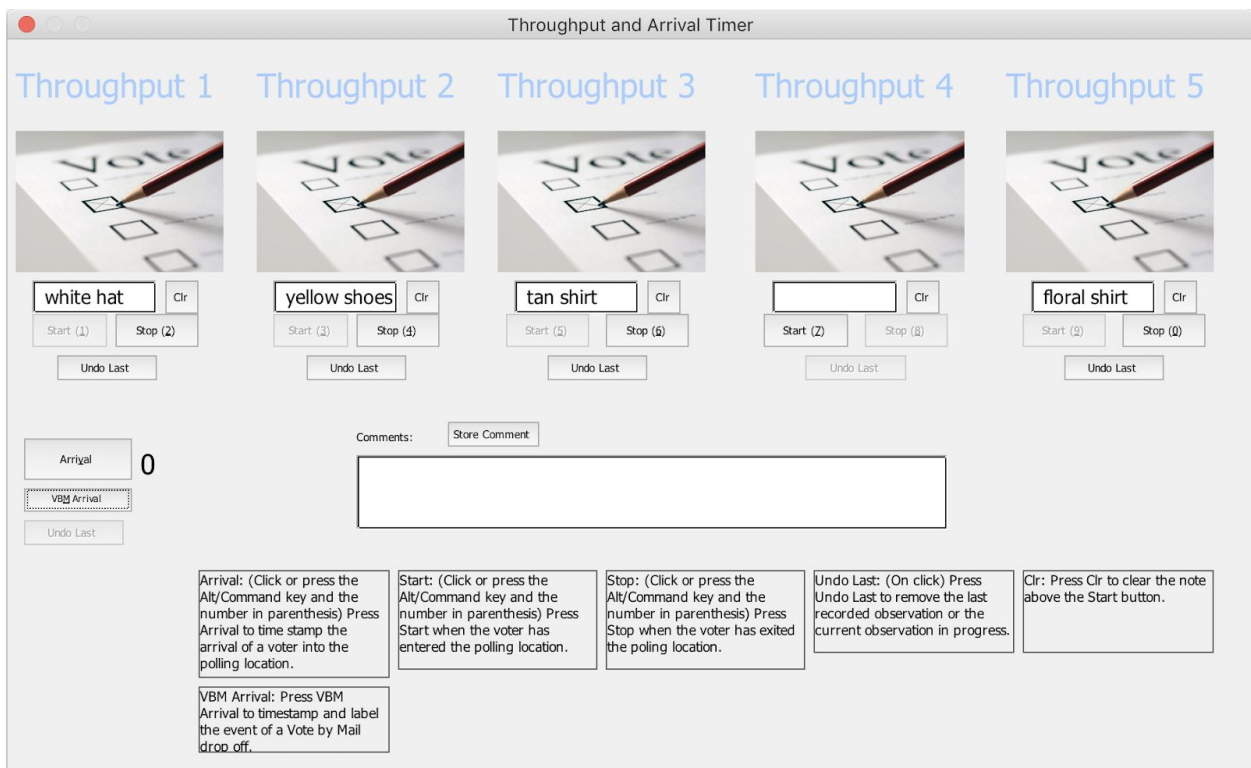 Throughput and Arrival Timer
Throughput 1 Throughput 2 Throughput 3 Throughput 4 Throughput 5
Vote Vote Vote Vote Vote
white hat Clr yellow shoes Clr tan shirt Clr Clr floral shirt Clr
Start (1) Stop (2) Start (3) Stop (4) Start (5) Stop (6) Start (7) Stop (8) Start (9) Stop (0)
Undo Last Undo Last Undo Last Undo Last Undo Last
Comments: Store Comment
Arrival 0
VBM Arrival
Undo Last
Arrival: (Click or press the
Alt/Command key and the
number in parenthesis) Press
Arrival to time stamp the
arrival of a voter into the
polling location.
Start: (Click or press the
Alt/Command key and the
number in parenthesis) Press
Start when the voter has
entered the polling location.
Stop: (Click or press the
Alt/Command key and the
number in parenthesis) Press
Stop when the voter has exited
the poling location.
Undo Last: (On click) Press
Undo Last to remove the last
recorded observation or the
current observation in progress.
Clr: Press Clr to clear the note
above the Start button.
VBM Arrival: Press VBM
Arrival to timestamp and label
the event of a Vote by Mail
drop off.